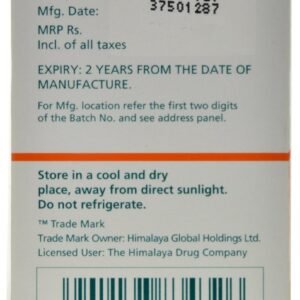 37501287
Mfg. Date:
MRP Rs.
Incl. of all taxes
EXPIRY: 2 YEARS FROM THE DATE OF
MANUFACTURE.
For Mfg. location refer the first two digits
of the Batch No. and see address panel.
Store in a cool and dry
place, away from direct sunlight.
Do not refrigerate.
™ Trade Mark
Trade Mark Owner: Himalaya Global Holdings Ltd.
Licensed User: The Himalaya Drug Company